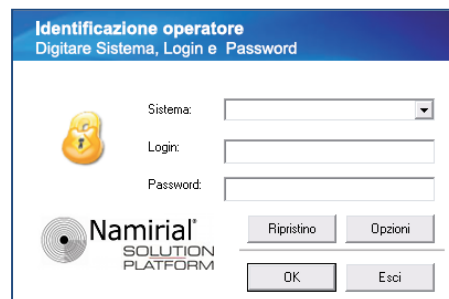 Identificazione operatore
Digitare Sistema, Login e Password
Sistema:
Login:
Password:
Namirial®
SOLUTION
PLATFORM
Ripristino Opzioni
OK Esci